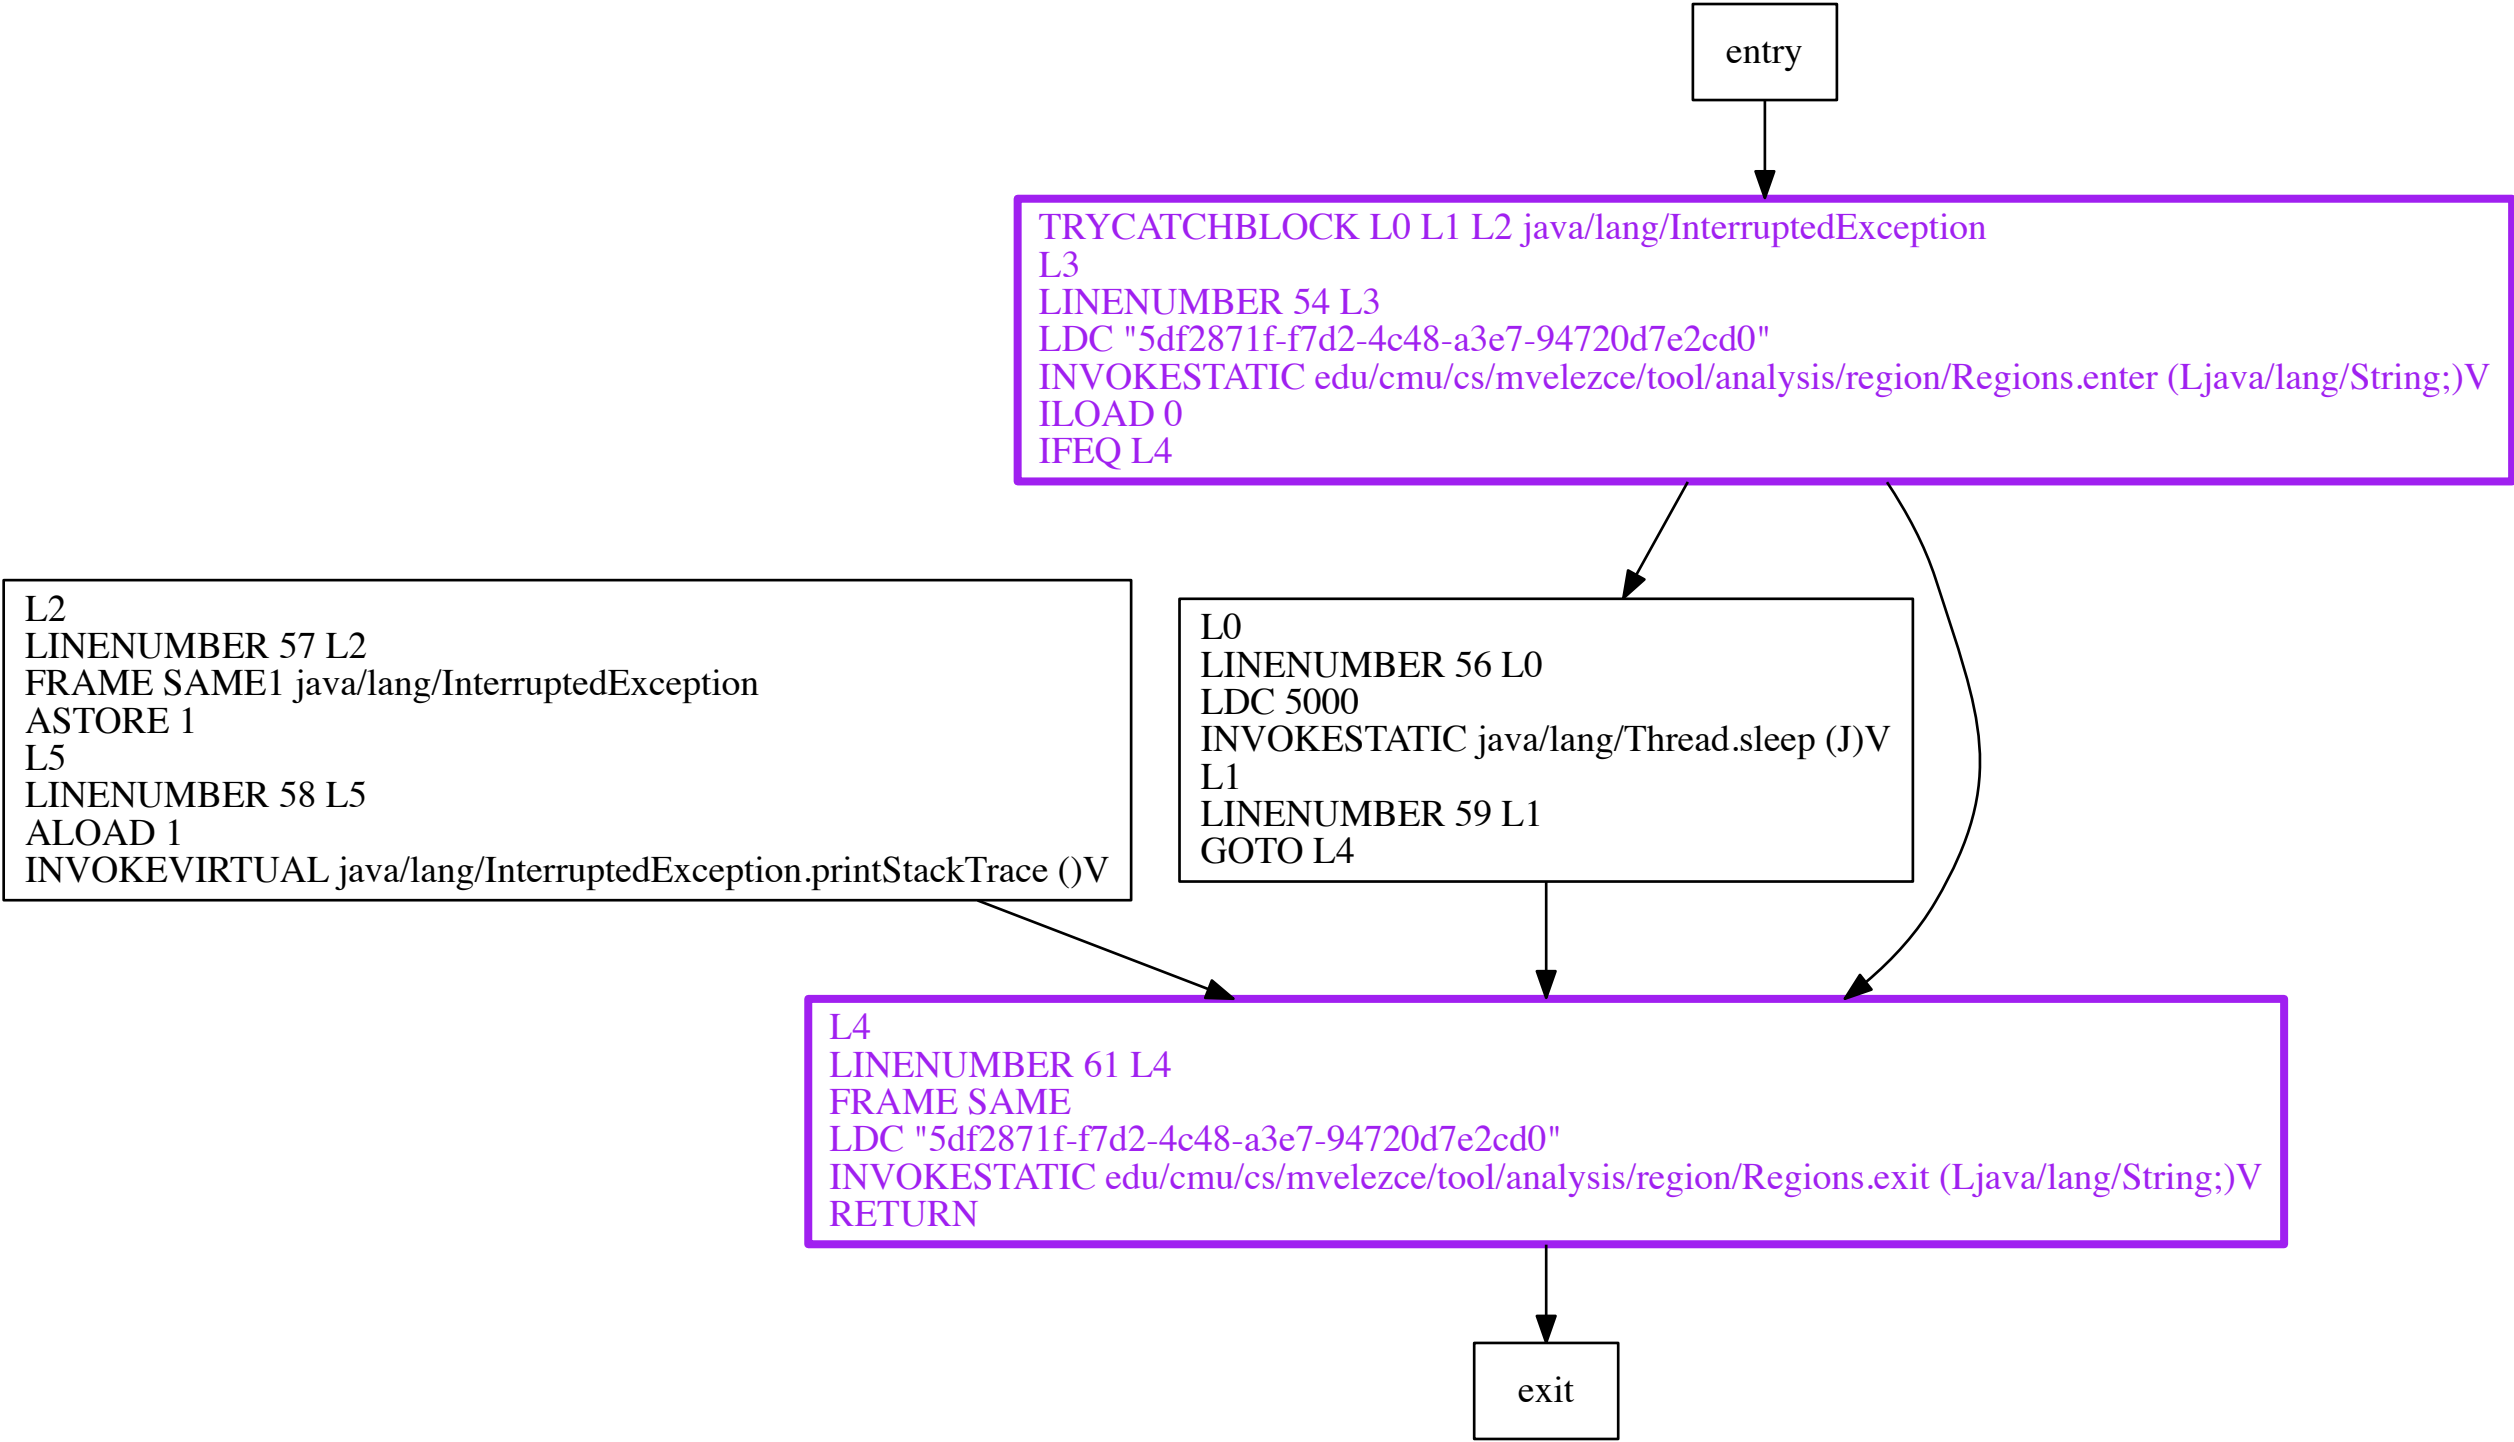 entry
TRYCATCHBLOCK L0 L1 L2 java/lang/InterruptedException
L3
LINENUMBER 54 L3
LDC "5df2871f-f7d2-4c48-a3e7-94720d7e2cd0"
INVOKESTATIC edu/cmu/cs/mvelezce/tool/analysis/region/Regions.enter (Ljava/lang/String;)V
ILOAD 0
IFEQ L4
L2
LINENUMBER 57 L2
FRAME SAME1 java/lang/InterruptedException
ASTORE 1
L5
LINENUMBER 58 L5
ALOAD 1
INVOKEVIRTUAL java/lang/InterruptedException.printStackTrace ()V
L0
LINENUMBER 56 L0
LDC 5000
INVOKESTATIC java/lang/Thread.sleep (J)V
L1
LINENUMBER 59 L1
GOTO L4
L4
LINENUMBER 61 L4
FRAME SAME
LDC "5df2871f-f7d2-4c48-a3e7-94720d7e2cd0"
INVOKESTATIC edu/cmu/cs/mvelezce/tool/analysis/region/Regions.exit (Ljava/lang/String;)V
RETURN
exit